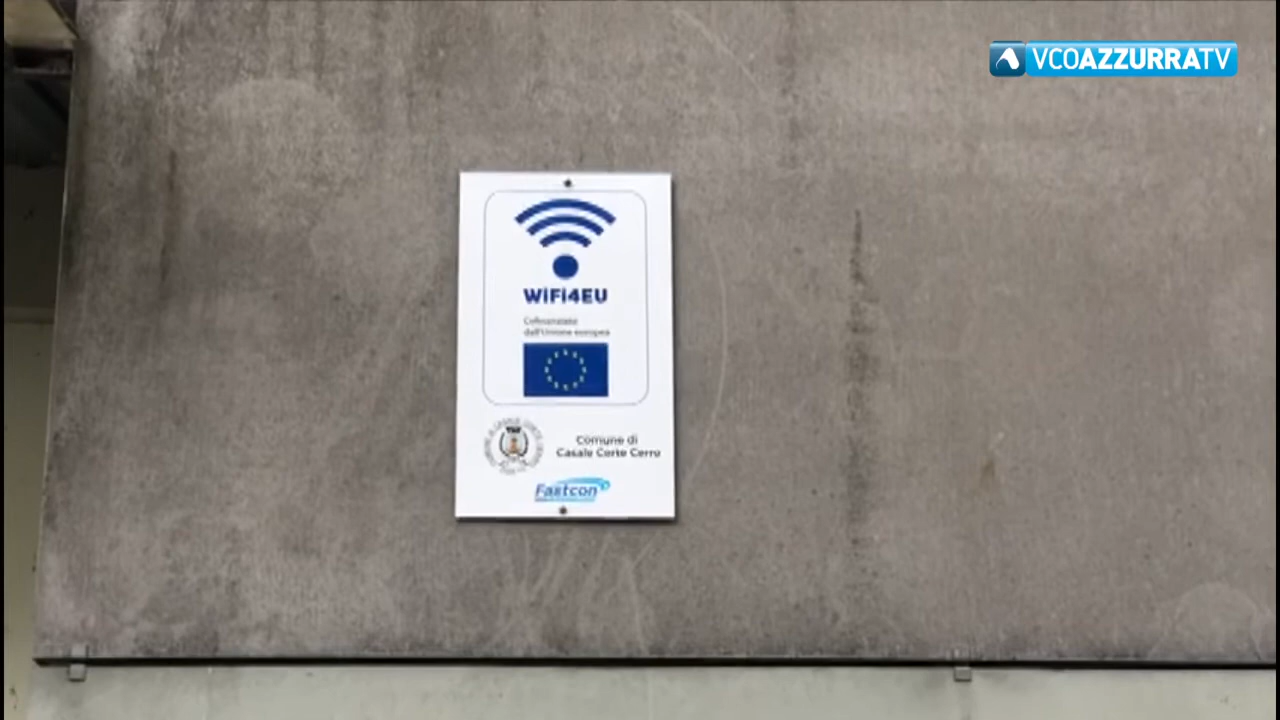 VCOAZZURRATV
WiFi4EU
Cofinanziato
dall'Unione europea
Comune di
Casale Corte Cerro
Fastcon